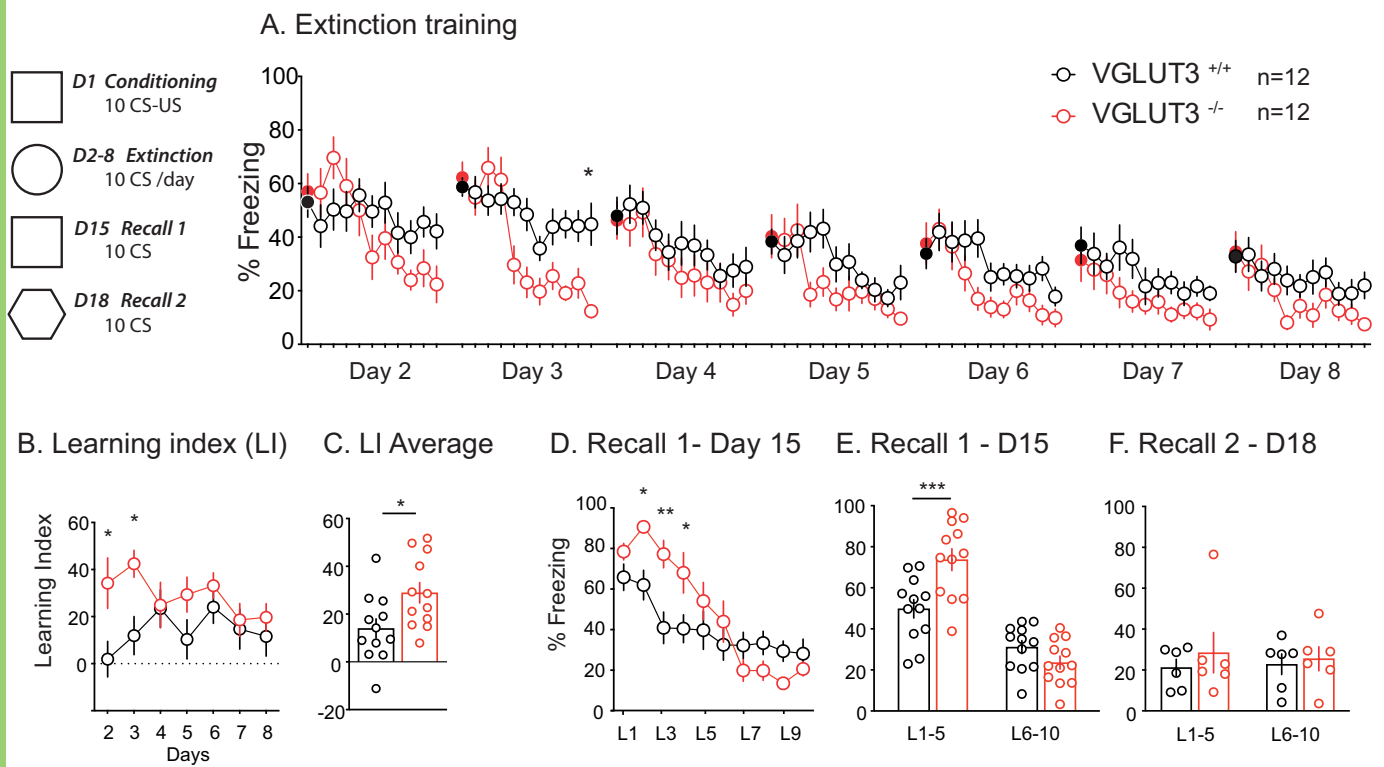 A. Extinction training
D1 Conditioning
10 CS-US
D2-8 Extinction
10 CS /day
D15 Recall 1
10 CS
D18 Recall 2
10 CS
% Freezing
100
80
60
40
20
0
*
VGLUT3 +/+ n=12
VGLUT3 -/- n=12
Day 2 Day 3 Day 4 Day 5 Day 6 Day 7 Day 8
B. Learning index (LI)
Learning Index
60
40
20
0
* *
2 3 4 5 6 7 8
Days
C. LI Average
60
40
20
0
-20
*
D. Recall 1- Day 15
% Freezing
100
80
60
40
20
0
* ** *
L1 L3 L5 L7 L9
E. Recall 1 - D15
100
80
60
40
20
0
***
L1-5 L6-10
F. Recall 2 - D18
100
80
60
40
20
0
L1-5 L6-10